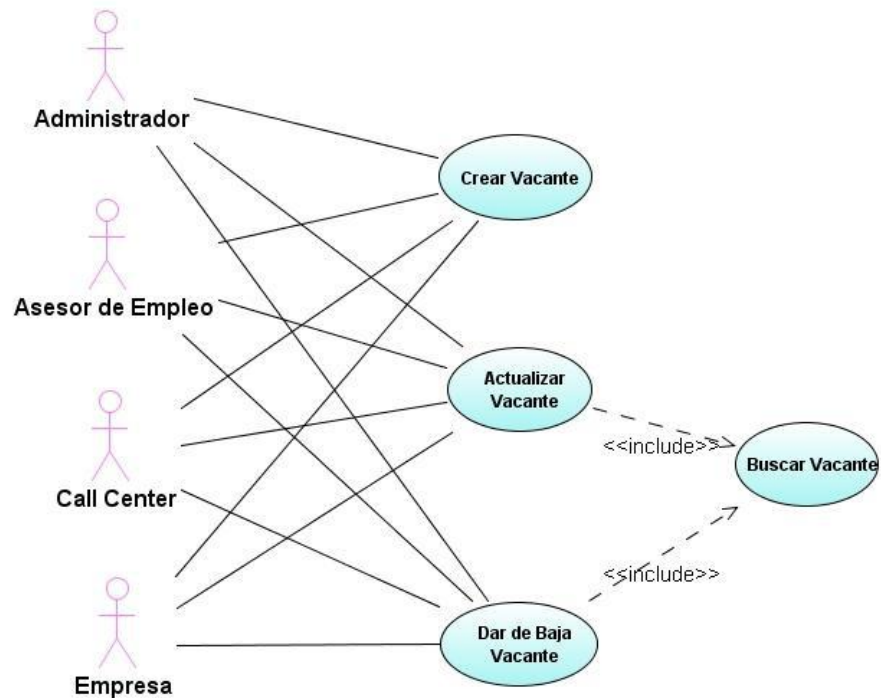 Administrador
Crear Vacante
Asesor de Empleo
Actualizar
Vacante
<<include>>
Buscar Vacante
Call Center
<<include>>
Dar de Baja
Vacante
Empresa